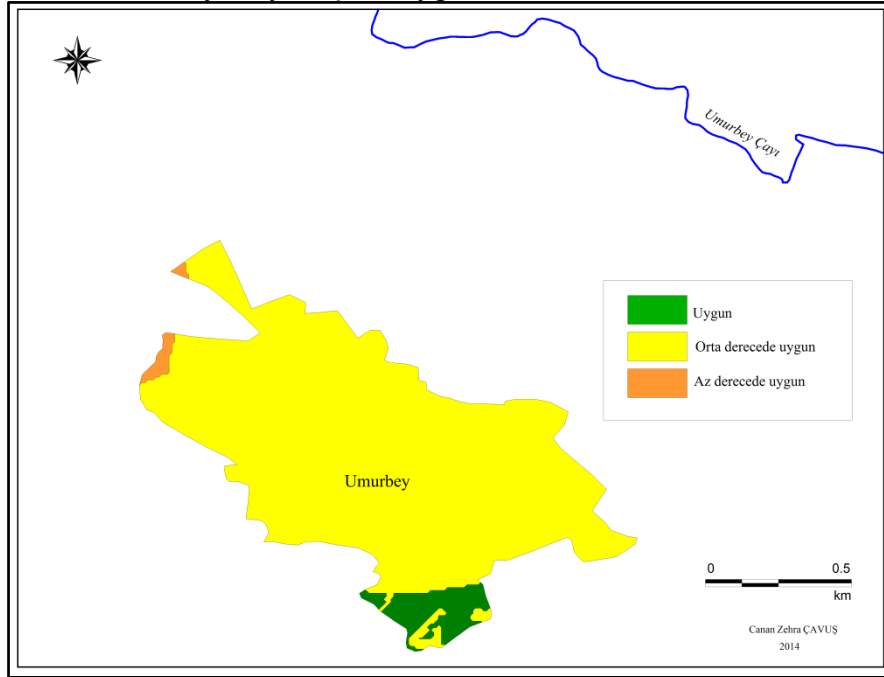 Umurbey Çayı
Uygun
Orta derecede uygun
Az derecede uygun
Umurbey
0 0.5
km
Canan Zehra ÇAVUŞ
2014